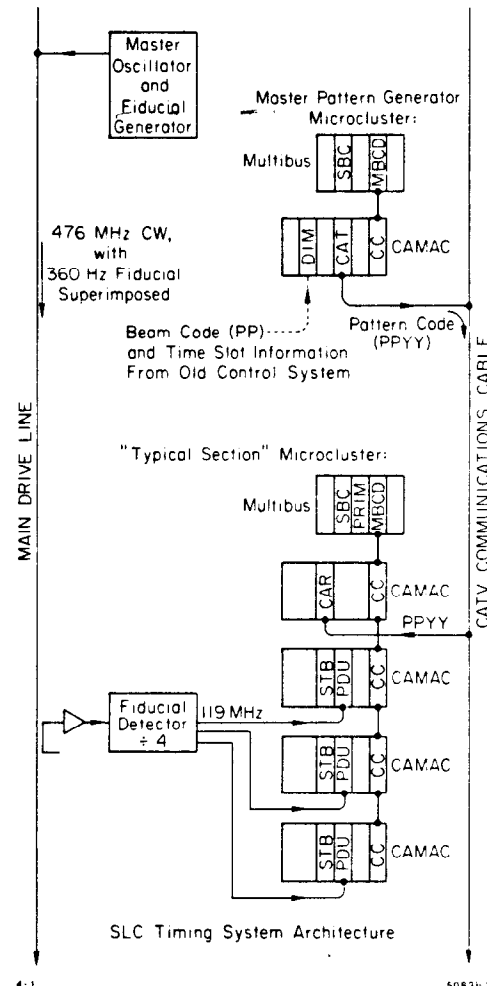 Master
Oscillator
and
Fiducial
Generator
Master Pattern Generator
Microcluster:
Multibus
SBC
MBCD
476 MHz CW,
with
360 Hz Fiducial
Superimposed
DIM
CAT
CC
CAMAC
Beam Code (PP)
and Time Slot Information
From Old Control System
Pattern Code
(PPYY)
MAIN DRIVE LINE
CATV COMMUNICATIONS CABLE
"Typical Section" Microcluster:
Multibus
SBC
PRIM
MBCD
CAR
CC
CAMAC
PPYY
STB
PDU
CC
CAMAC
Fiducial
Detector
÷ 4
119 MHz
STB
PDU
CC
CAMAC
STB
PDU
CC
CAMAC
SLC Timing System Architecture